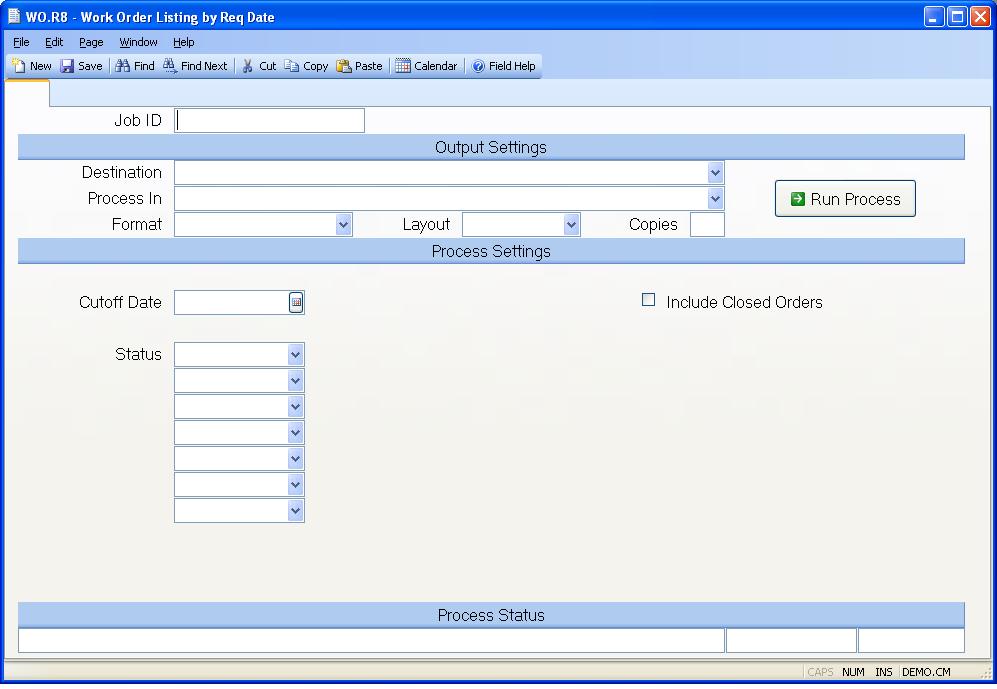 WO.R8 - Work Order Listing by Req Date
File Edit Page Window Help
New Save Find Find Next Cut Copy Paste Calendar Field Help
Job ID
Output Settings
Destination
Process In
Run Process
Format Layout Copies
Process Settings
Cutoff Date Include Closed Orders
Status
Process Status
CAPS NUM INS DEMO.CM